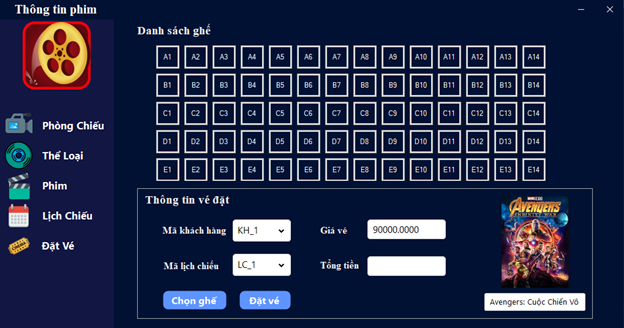 Thông tin phim
Danh sách ghế
A1 A2 A3 A4 A5 A6 A7 A8 A9 A10 A11 A12 A13 A14
B1 B2 B3 B4 B5 B6 B7 B8 B9 B10 B11 B12 B13 B14
C1 C2 C3 C4 C5 C6 C7 C8 C9 C10 C11 C12 C13 C14
D1 D2 D3 D4 D5 D6 D7 D8 D9 D10 D11 D12 D13 D14
E1 E2 E3 E4 E5 E6 E7 E8 E9 E10 E11 E12 E13 E14
Phòng Chiếu
Thể Loại
Phim
Lịch Chiếu
Đặt Vé
Thông tin vé đặt
Mã khách hàng KH_1 Giá vé 90000.0000
Mã lịch chiếu LC_1 Tổng tiền
Chọn ghế Đặt vé
AVENGERS
INFINITY WAR
Avengers: Cuộc Chiến Vô